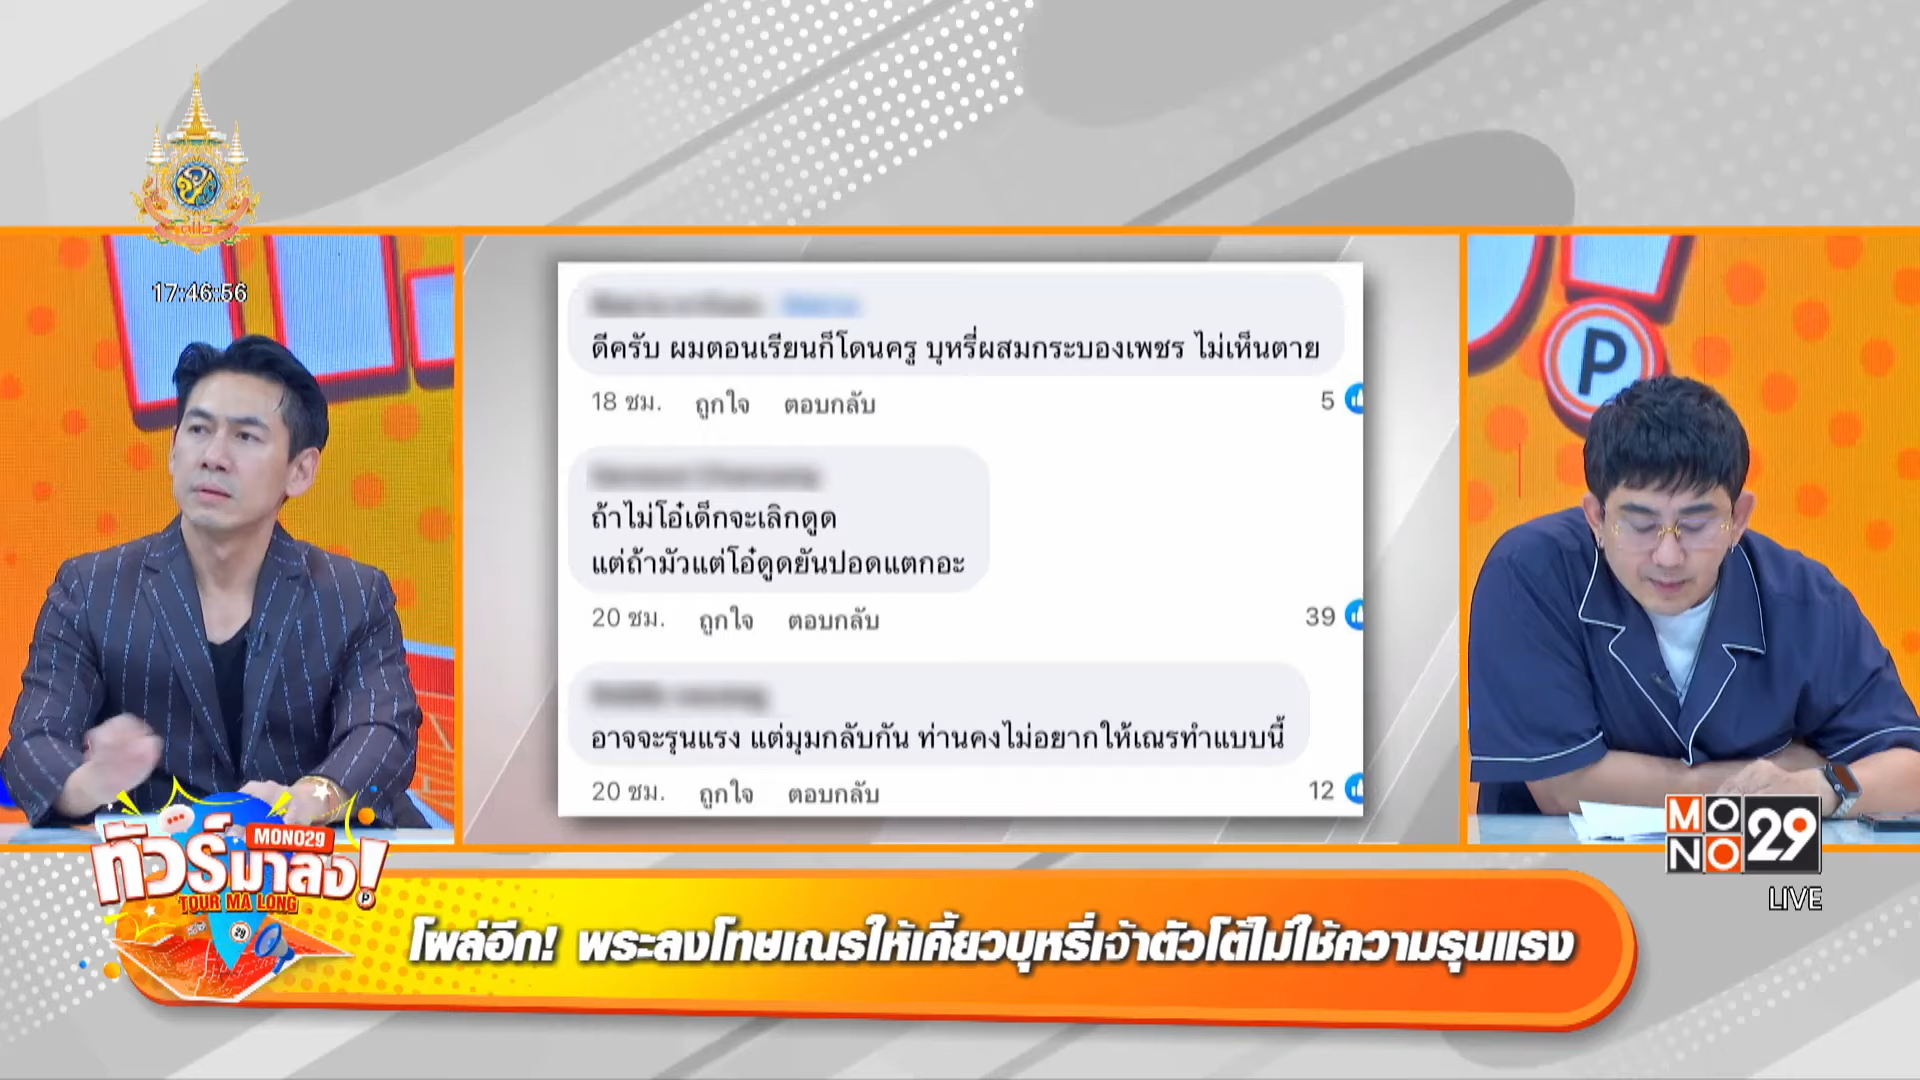 17:46:56
P
ดีครับ ผมตอนเรียนก็โดนครู บุหรี่ผสมกระบองเพชร ไม่เห็นตาย
18 ชม. ถูกใจ ตอบกลับ 5
ถ้าไม่โอ๋เด็กจะเลิกดูด
แต่ถ้ามัวแต่โอ๋ดูดยันปอดแตกอะ
20 ชม. ถูกใจ ตอบกลับ 39
อาจจะรุนแรง แต่มุมกลับกัน ท่านคงไม่อยากให้เณรทำแบบนี้
20 ชม. ถูกใจ ตอบกลับ 12
MONO29
ทัวร์มาลง!
TOUR MA LONG
29
MONO 29
LIVE
โผล่อีก! พระลงโทษเณรให้เคี้ยวบุหรี่เจ้าตัวโต้ไม่ใช้ความรุนแรง